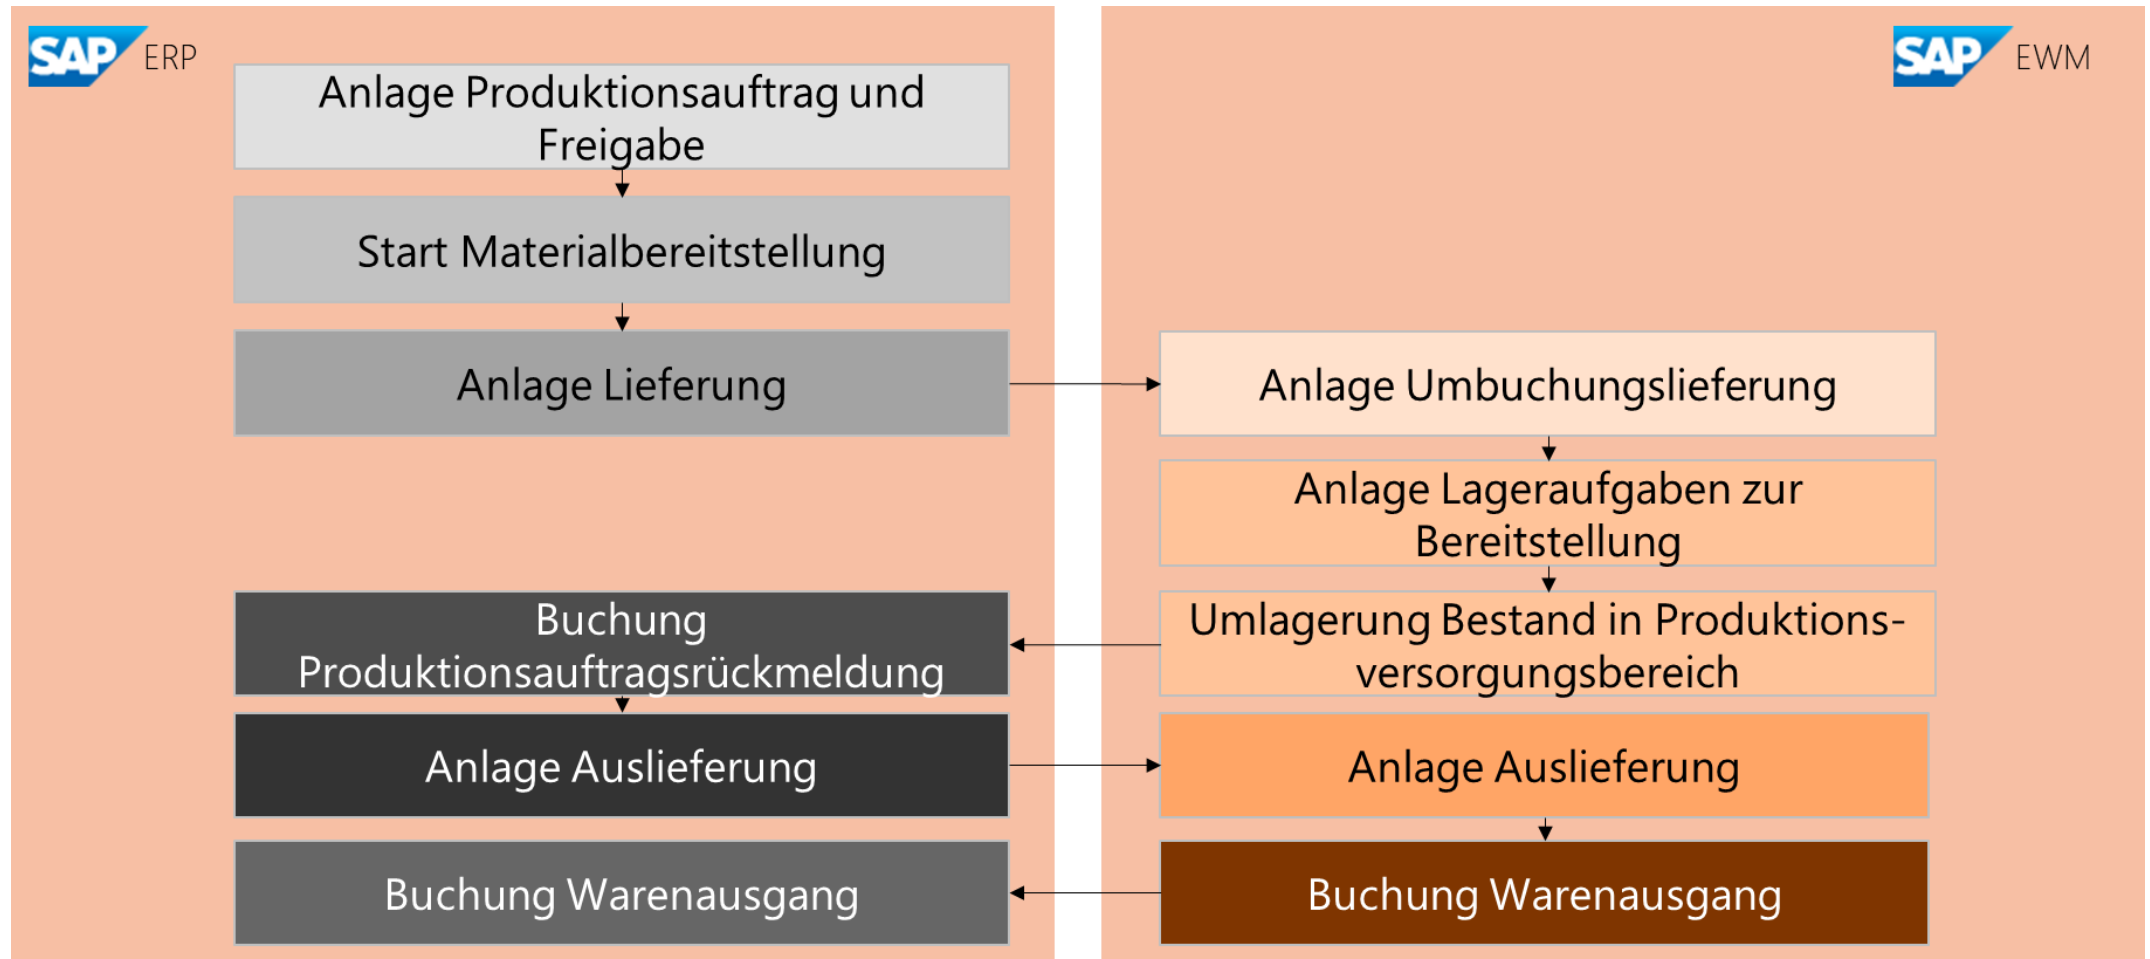 SAP ERP
Anlage Produktionsauftrag und
Freigabe
Start Materialbereitstellung
Anlage Lieferung
Buchung
Produktionsauftragsrückmeldung
Anlage Auslieferung
Buchung Warenausgang
SAP EWM
Anlage Umbuchungslieferung
Anlage Lageraufgaben zur
Bereitstellung
Umlagerung Bestand in Produktions-
versorgungsbereich
Anlage Auslieferung
Buchung Warenausgang